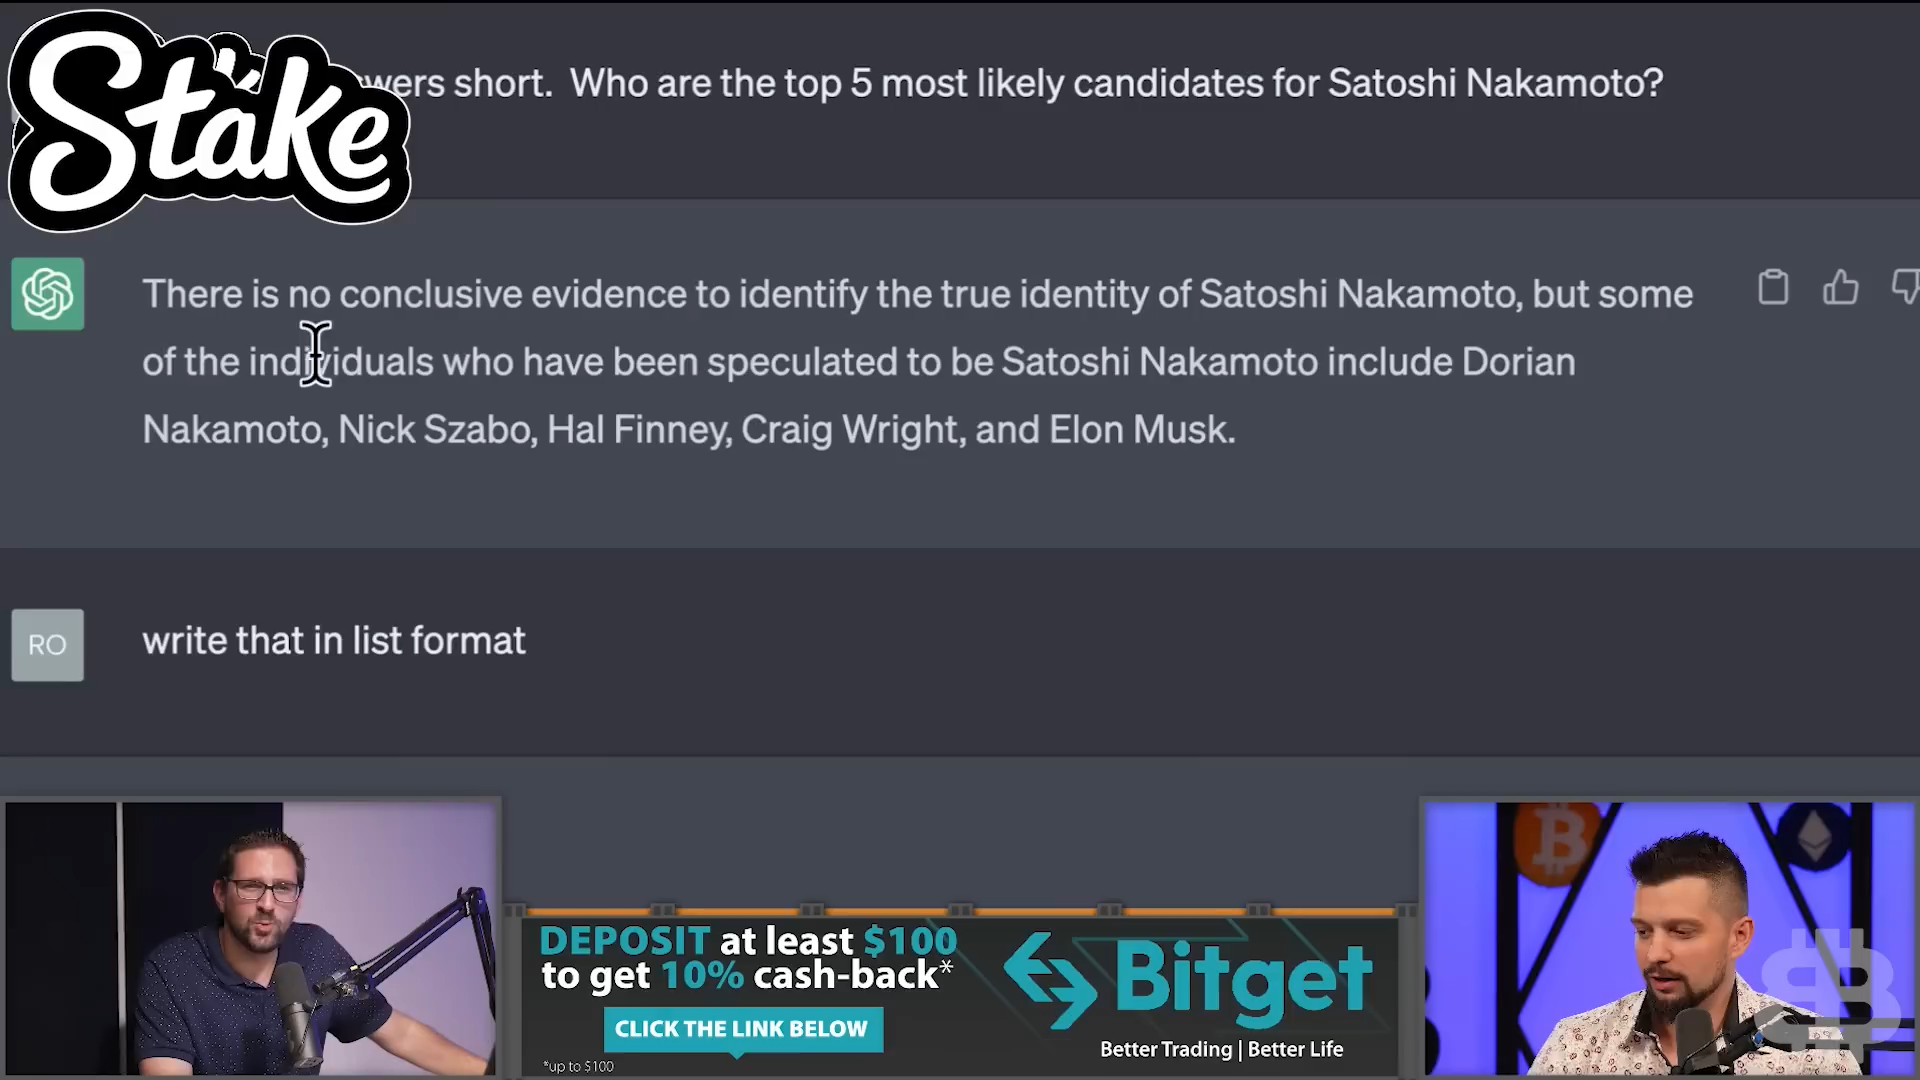 Stake
wers short. Who are the top 5 most likely candidates for Satoshi Nakamoto?
There is no conclusive evidence to identify the true identity of Satoshi Nakamoto, but some
of the individuals who have been speculated to be Satoshi Nakamoto include Dorian
Nakamoto, Nick Szabo, Hal Finney, Craig Wright, and Elon Musk.
RO
write that in list format
DEPOSIT at least $100
to get 10% cash-back*
CLICK THE LINK BELOW
*up to $100
Bitget
Better Trading | Better Life